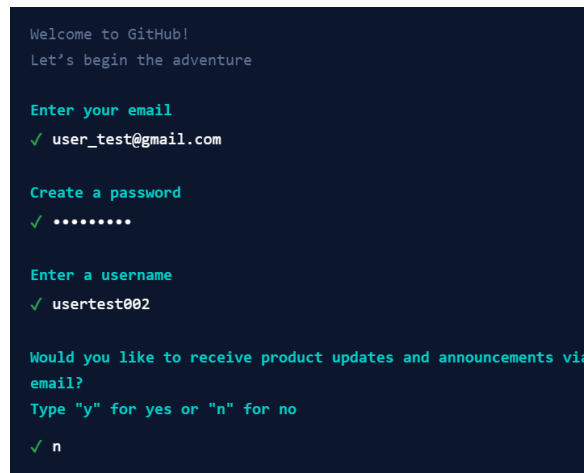 Welcome to GitHub!
Let’s begin the adventure
Enter your email
✓ user_test@gmail.com
Create a password
✓ •••••••••
Enter a username
✓ usertest002
Would you like to receive product updates and announcements via
email?
Type "y" for yes or "n" for no
✓ n